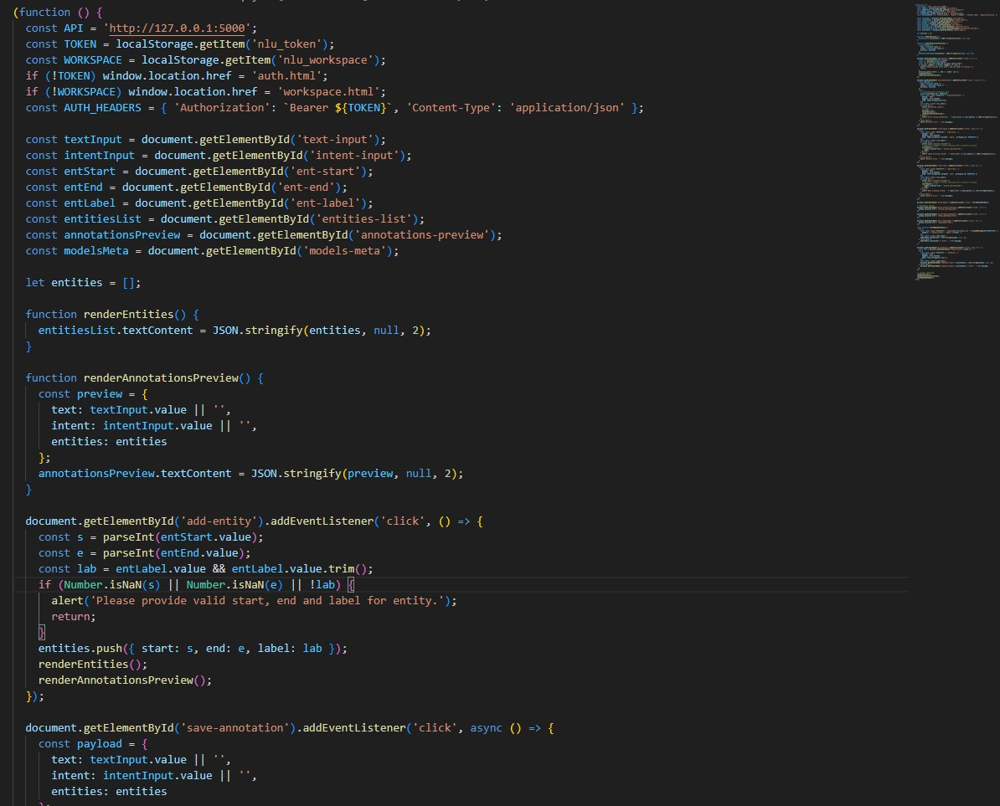 (function () {
const API = 'http://127.0.0.1:5000';
const TOKEN = localStorage.getItem('nlu_token');
const WORKSPACE = localStorage.getItem('nlu_workspace');
if (!TOKEN) window.location.href = 'auth.html';
if (!WORKSPACE) window.location.href = 'workspace.html';
const AUTH_HEADERS = { 'Authorization': `Bearer ${TOKEN}`, 'Content-Type': 'application/json' };
const textInput = document.getElementById('text-input');
const intentInput = document.getElementById('intent-input');
const entStart = document.getElementById('ent-start');
const entEnd = document.getElementById('ent-end');
const entLabel = document.getElementById('ent-label');
const entitiesList = document.getElementById('entities-list');
const annotationsPreview = document.getElementById('annotations-preview');
const modelsMeta = document.getElementById('models-meta');
let entities = [];
function renderEntities() {
entitiesList.textContent = JSON.stringify(entities, null, 2);
}
function renderAnnotationsPreview() {
const preview = {
text: textInput.value || '',
intent: intentInput.value || '',
entities: entities
};
annotationsPreview.textContent = JSON.stringify(preview, null, 2);
}
document.getElementById('add-entity').addEventListener('click', () => {
const s = parseInt(entStart.value);
const e = parseInt(entEnd.value);
const lab = entLabel.value && entLabel.value.trim();
if (Number.isNaN(s) || Number.isNaN(e) || !lab) {
alert('Please provide valid start, end and label for entity.');
return;
}
entities.push({ start: s, end: e, label: lab });
renderEntities();
renderAnnotationsPreview();
});
document.getElementById('save-annotation').addEventListener('click', async () => {
const payload = {
text: textInput.value || '',
intent: intentInput.value || '',
entities: entities